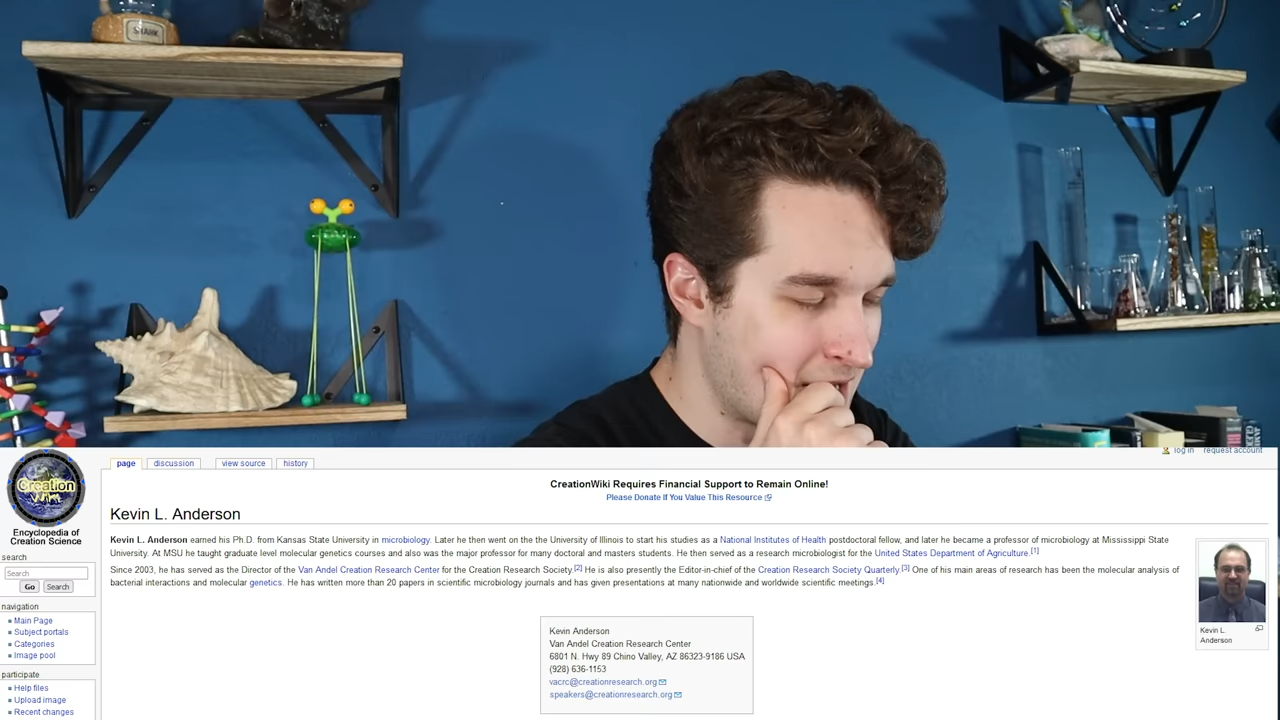 SHARK
page discussion view source history
log in request account
Creation
Wiki
Encyclopedia of
Creation Science
search
Search
Go Search
navigation
Main Page
Subject portals
Categories
Image pool
participate
Help files
Upload image
Recent changes
CreationWiki Requires Financial Support to Remain Online!
Please Donate If You Value This Resource
Kevin L. Anderson
Kevin L. Anderson earned his Ph.D. from Kansas State University in microbiology. Later he then went on the the University of Illinois to start his studies as a National Institutes of Health postdoctoral fellow, and later he became a professor of microbiology at Mississippi State
University. At MSU he taught graduate level molecular genetics courses and also was the major professor for many doctoral and masters students. He then served as a research microbiologist for the United States Department of Agriculture.[1]
Since 2003, he has served as the Director of the Van Andel Creation Research Center for the Creation Research Society.[2] He is also presently the Editor-in-chief of the Creation Research Society Quarterly.[3] One of his main areas of research has been the molecular analysis of
bacterial interactions and molecular genetics. He has written more than 20 papers in scientific microbiology journals and has given presentations at many nationwide and worldwide scientific meetings.[4]
Kevin L.
Anderson
Kevin Anderson
Van Andel Creation Research Center
6801 N. Hwy 89 Chino Valley, AZ 86323-9186 USA
(928) 636-1153
vacrc@creationresearch.org
speakers@creationresearch.org